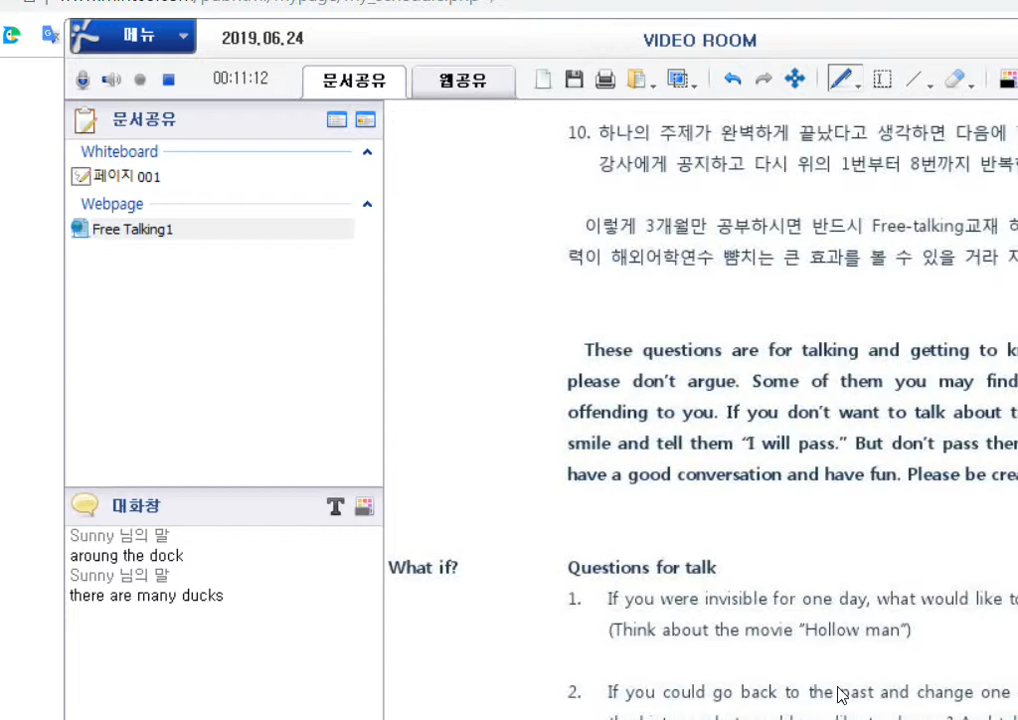 메뉴
2019.06.24
VIDEO ROOM
00:11:12
문서공유
웹공유
문서공유
Whiteboard
페이지 001
Webpage
Free Talking1
10. 하나의 주제가 완벽하게 끝났다고 생각하면 다음에
강사에게 공지하고 다시 위의 1번부터 8번까지
이렇게 3개월만 공부하시면 반드시 Free-talking교재
력이 해외어학연수 뺨치는 큰 효과를 볼 수 있을 거라
These questions are for talking and getting to
please don't argue. Some of them you may find
offending to you. If you don't want to talk about
smile and tell them "I will pass." But don't pass
have a good conversation and have fun. Please be
대화창
Sunny 님의 말
aroung the dock
Sunny 님의 말
there are many ducks
What if?
Questions for talk
1. If you were invisible for one day, what would like
(Think about the movie "Hollow man")
2. If you could go back to the past and change one